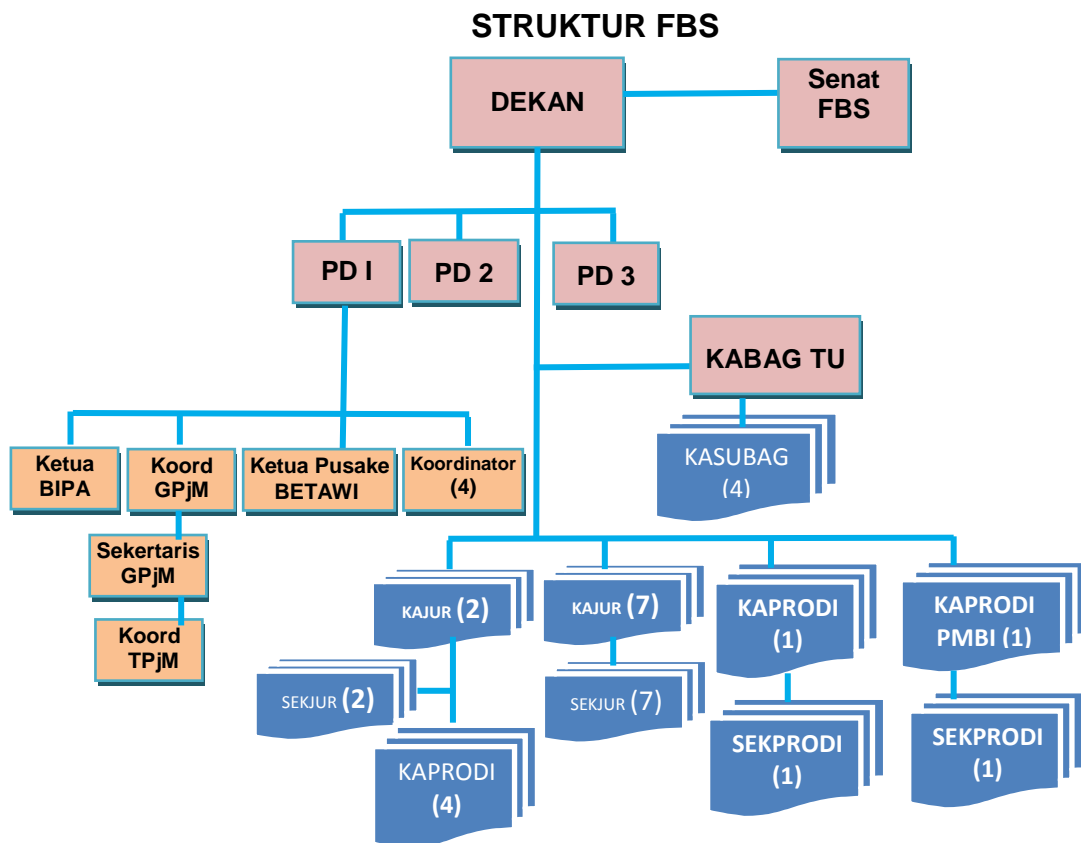 STRUKTUR FBS
DEKAN
Senat
FBS
PD I
PD 2
PD 3
KABAG TU
KASUBAG
(4)
Ketua
BIPA
Koord
GPjM
Ketua Pusake
BETAWI
Koordinator
(4)
Sekertaris
GPjM
Koord
TPjM
KAJUR (2)
KAJUR (7)
KAPRODI
(1)
KAPRODI
PMBI (1)
SEKJUR (2)
SEKJUR (7)
KAPRODI
(4)
SEKPRODI
(1)
SEKPRODI
(1)